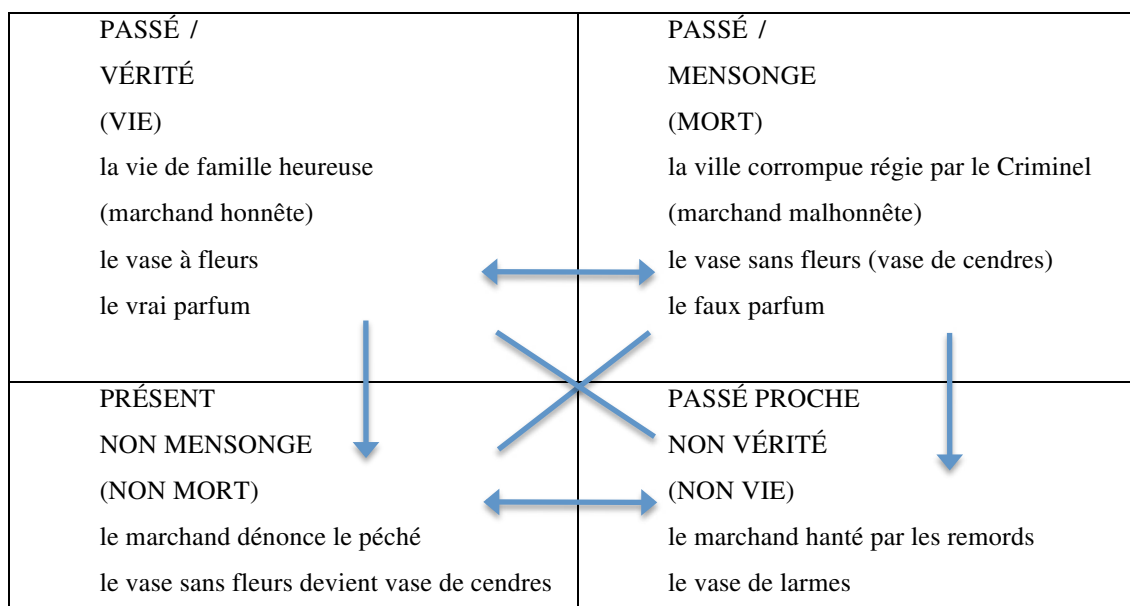 PASSÉ /
VÉRITÉ
(VIE)
la vie de famille heureuse
(marchand honnête)
le vase à fleurs
le vrai parfum
PASSÉ /
MENSONGE
(MORT)
la ville corrompue régie par le Criminel
(marchand malhonnête)
le vase sans fleurs (vase de cendres)
le faux parfum
PRÉSENT
NON MENSONGE
(NON MORT)
le marchand dénonce le péché
le vase sans fleurs devient vase de cendres
PASSÉ PROCHE
NON VÉRITÉ
(NON VIE)
le marchand hanté par les remords
le vase de larmes